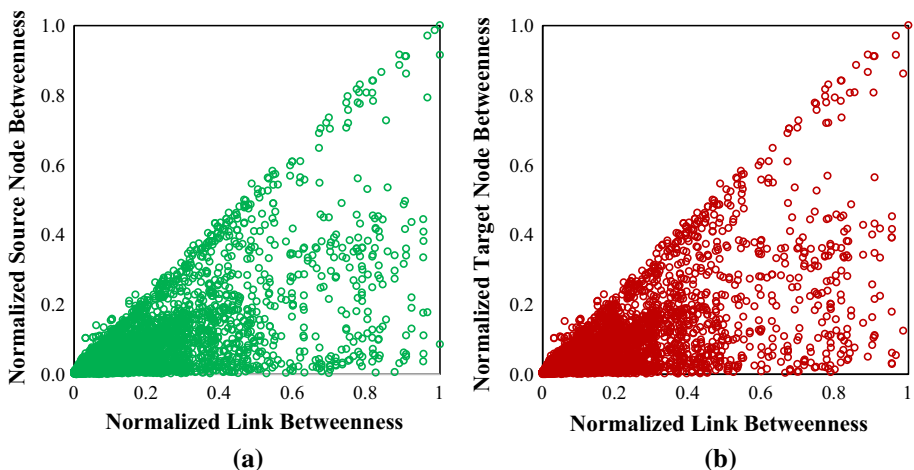 Normalized Source Node Betweenness
1.0
0.8
0.6
0.4
0.2
0.0
0 0.2 0.4 0.6 0.8 1
Normalized Link Betweenness
(a)
Normalized Target Node Betweenness
1.0
0.8
0.6
0.4
0.2
0.0
0 0.2 0.4 0.6 0.8 1
Normalized Link Betweenness
(b)